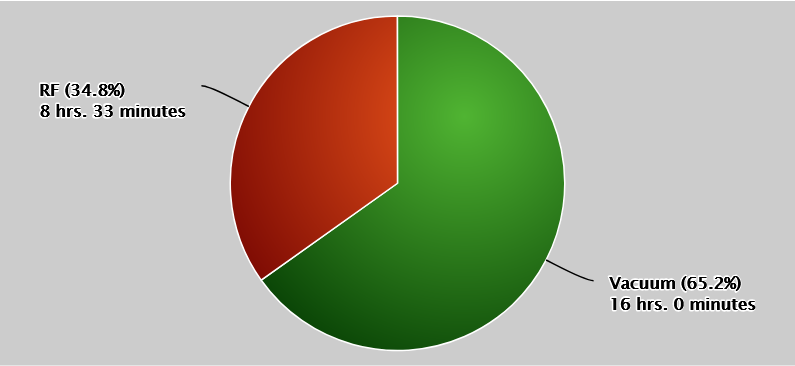 RF (34.8%)
8 hrs. 33 minutes
Vacuum (65.2%)
16 hrs. 0 minutes